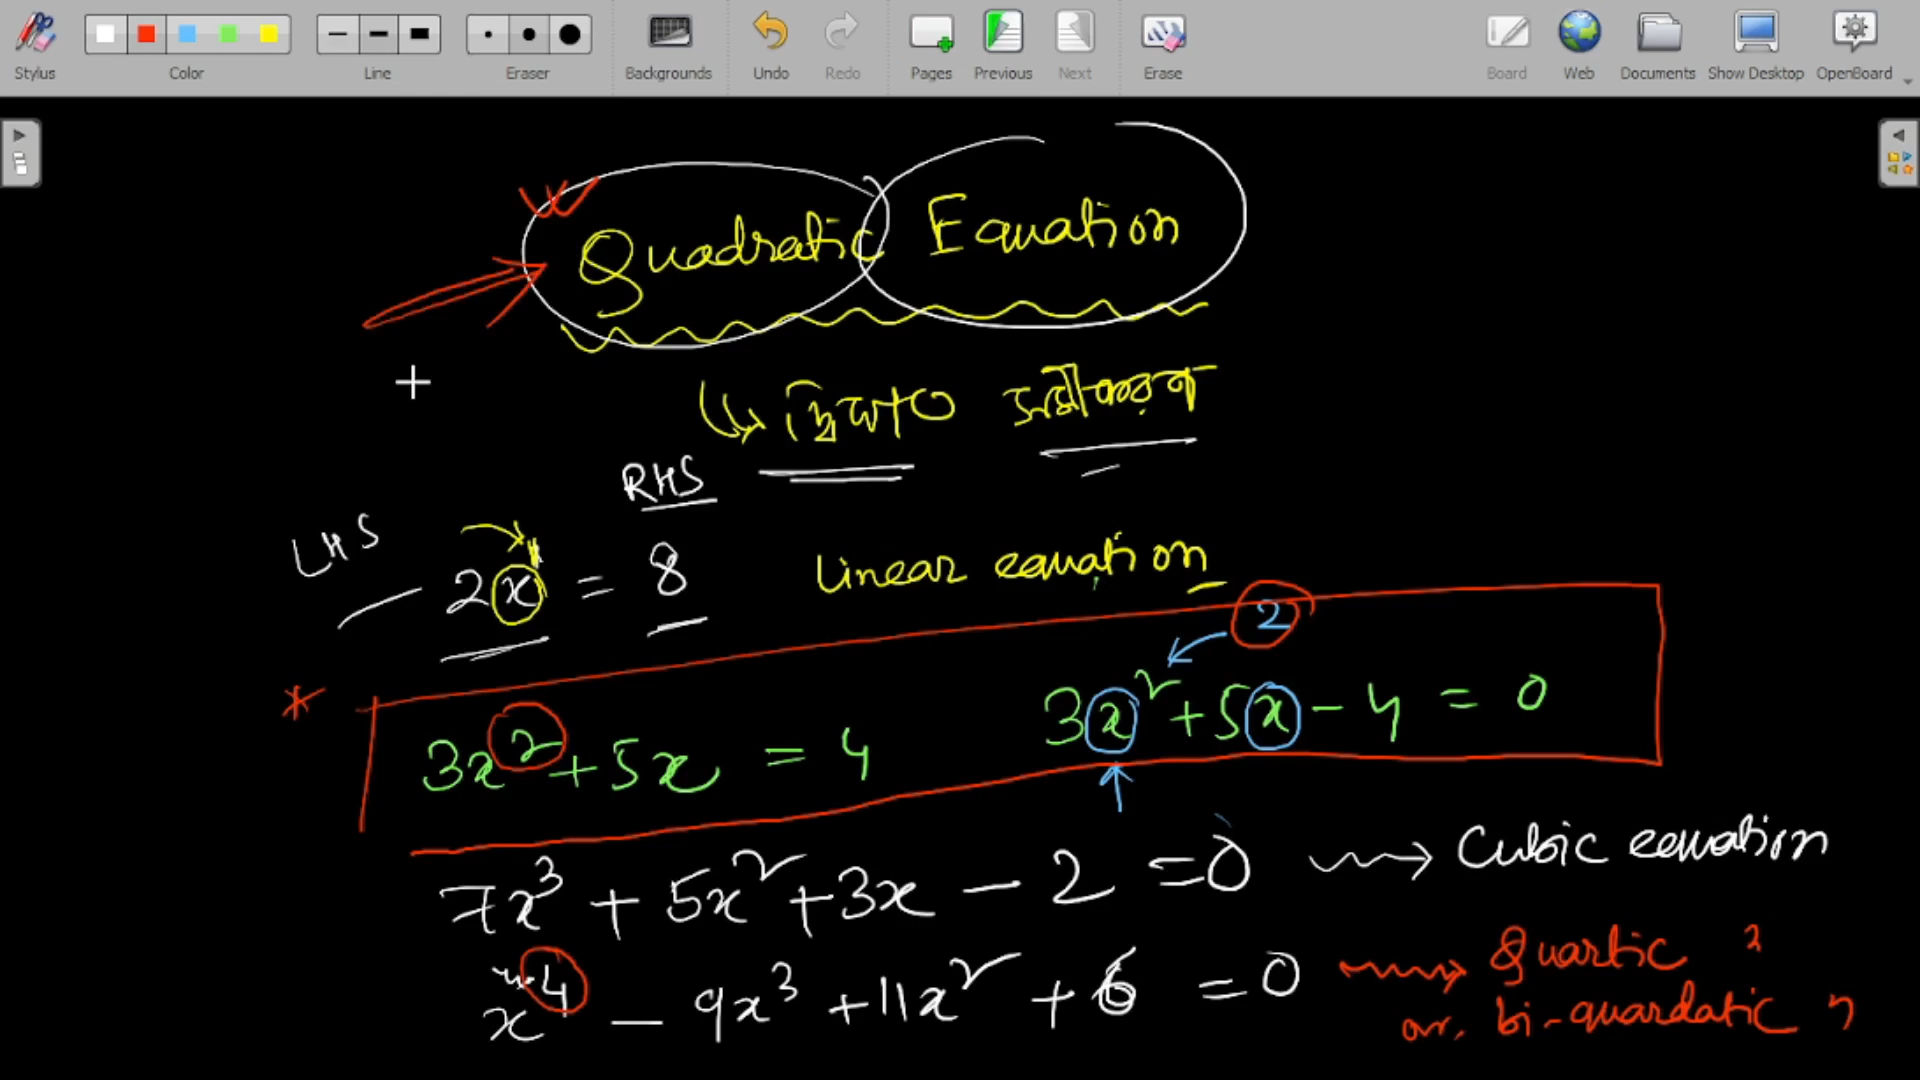 Stylus Color Line Eraser Backgrounds Undo Redo Pages Previous Next Erase Board Web Documents Show Desktop OpenBoard
Quadratic Equation
দ্বিঘাত সমীকরণ
RHS
LHS
2x = 8
Linear equation
2
3x²+5x = 4
3x²+5x-4 = 0
7x³ + 5x²+3x - 2 =0
Cubic equation
x⁴ - 9x³ +11x² + 6 =0
Quartic
or. bi-quardatic